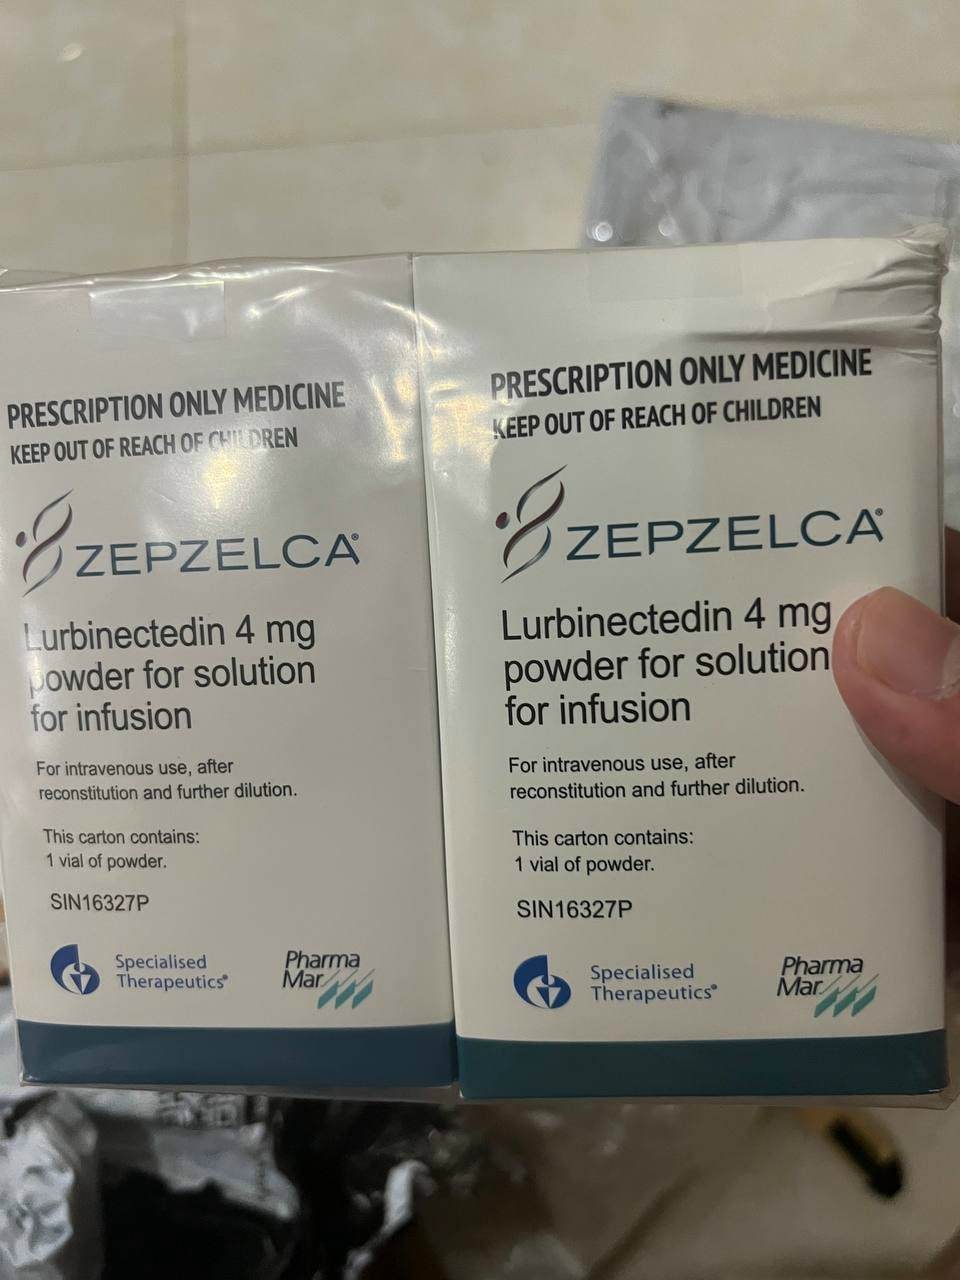 PRESCRIPTION ONLY MEDICINE
KEEP OUT OF REACH OF CHILDREN
ZEPZELCA®
Lurbinectedin 4 mg
powder for solution
for infusion
For intravenous use, after
reconstitution and further dilution.
This carton contains:
1 vial of powder.
SIN16327P
Specialised
Therapeutics®
Pharma
Mar
PRESCRIPTION ONLY MEDICINE
KEEP OUT OF REACH OF CHILDREN
ZEPZELCA®
Lurbinectedin 4 mg
powder for solution
for infusion
For intravenous use, after
reconstitution and further dilution.
This carton contains:
1 vial of powder.
SIN16327P
Specialised
Therapeutics®
Pharma
Mar